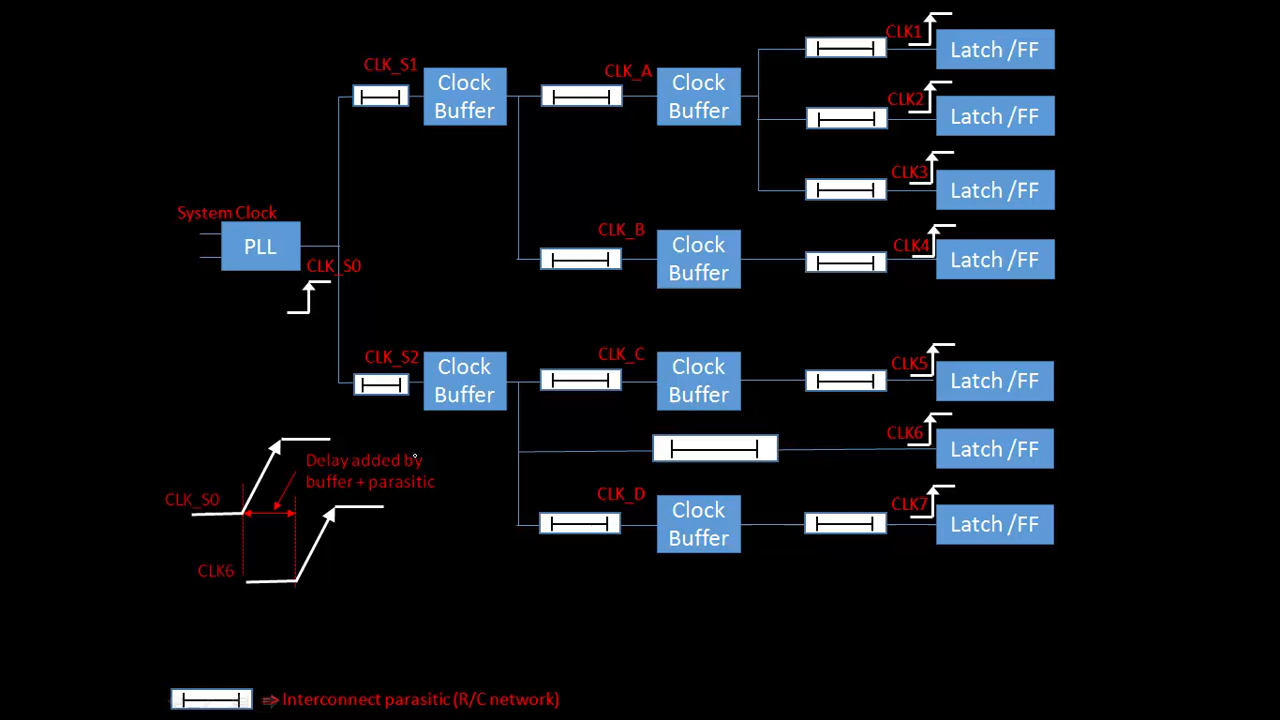 CLK1
Latch /FF
CLK_S1
Clock
Buffer
CLK_A
Clock
Buffer
CLK2
Latch /FF
CLK3
Latch /FF
System Clock
PLL
CLK_S0
CLK_B
Clock
Buffer
CLK4
Latch /FF
CLK_S2
Clock
Buffer
CLK_C
Clock
Buffer
CLK5
Latch /FF
CLK6
Latch /FF
CLK_D
Clock
Buffer
CLK7
Latch /FF
Delay added by
buffer + parasitic
CLK_S0
CLK6
⇒ Interconnect parasitic (R/C network)